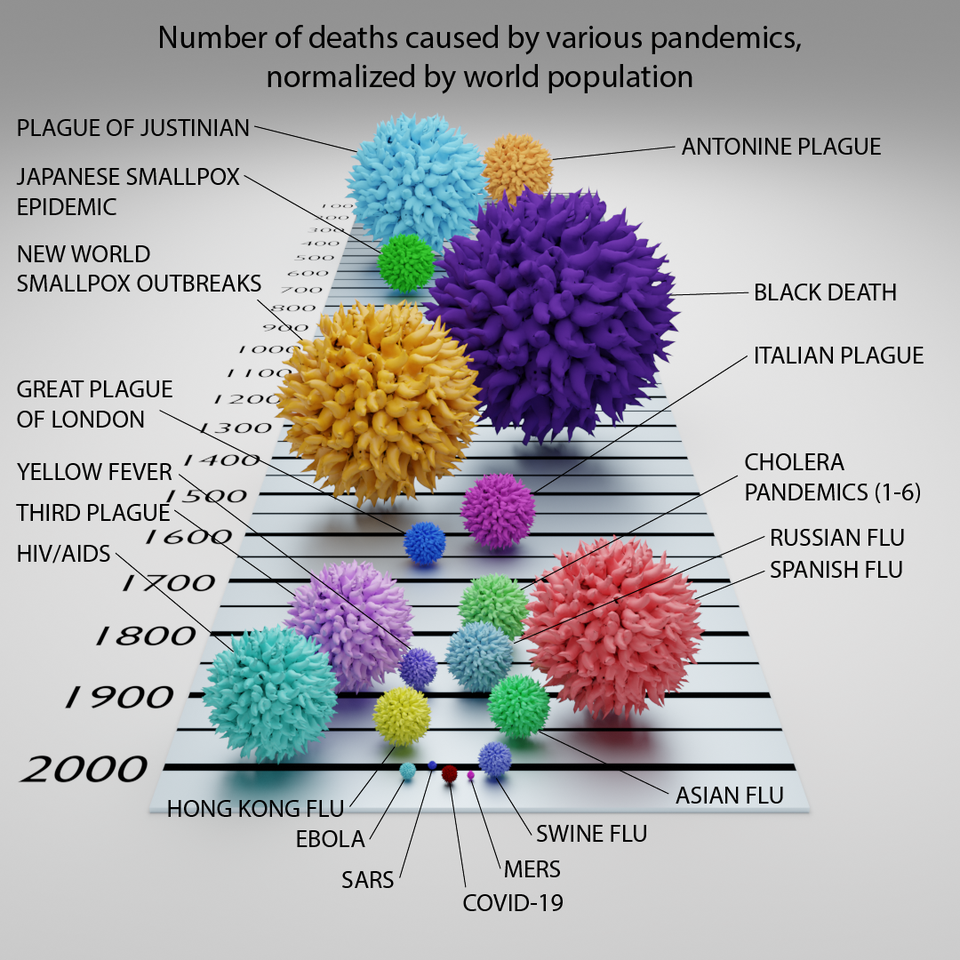 Number of deaths caused by various pandemics,
normalized by world population
PLAGUE OF JUSTINIAN
ANTONINE PLAGUE
JAPANESE SMALLPOX
EPIDEMIC
NEW WORLD
SMALLPOX OUTBREAKS
BLACK DEATH
ITALIAN PLAGUE
GREAT PLAGUE
OF LONDON
CHOLERA
PANDEMICS (1-6)
YELLOW FEVER
THIRD PLAGUE
RUSSIAN FLU
HIV/AIDS
SPANISH FLU
100
200
300
400
500
600
700
800
900
1000
1100
1200
1300
1400
1500
1600
1700
1800
1900
2000
HONG KONG FLU
ASIAN FLU
EBOLA
SWINE FLU
SARS
MERS
COVID-19